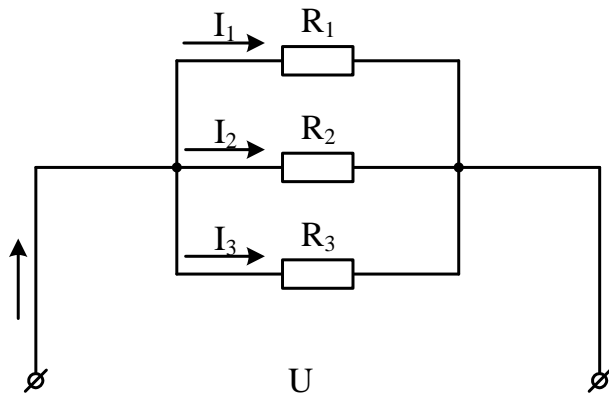 I₁ R₁
I₂ R₂
I₃ R₃
U